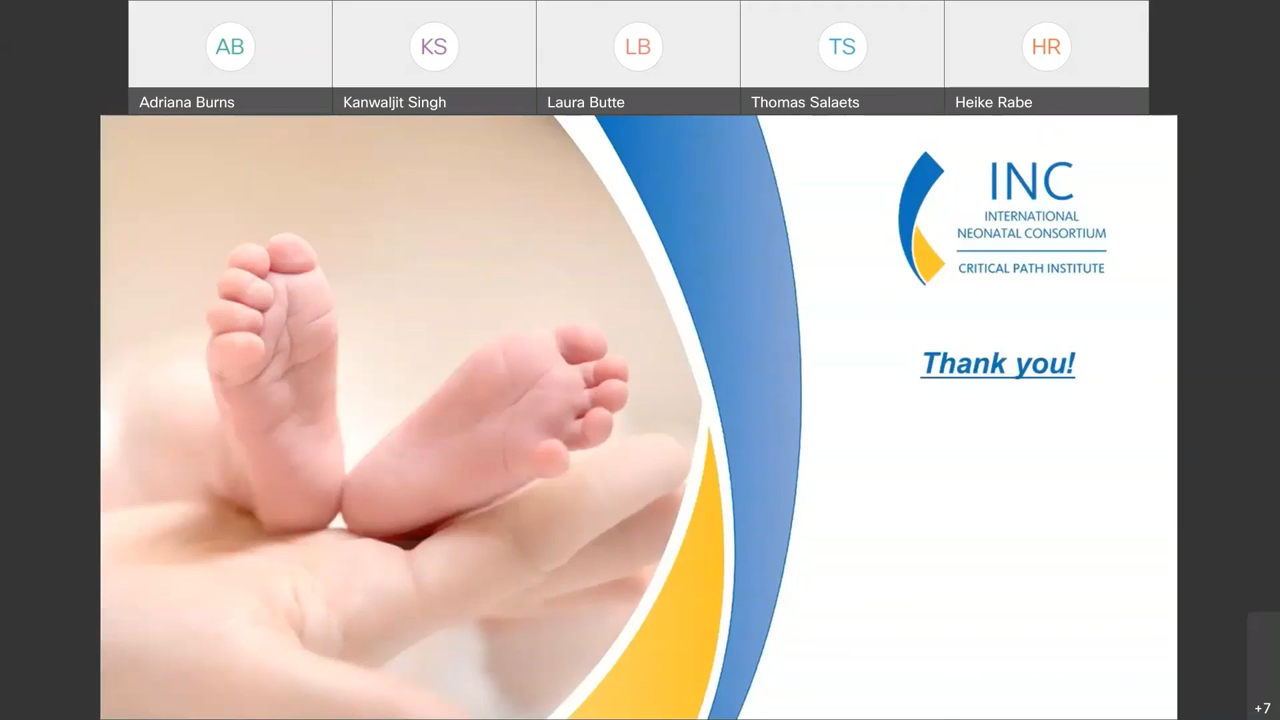 AB
KS
LB
TS
HR
Adriana Burns
Kanwaljit Singh
Laura Butte
Thomas Salaets
Heike Rabe
INC
INTERNATIONAL
NEONATAL CONSORTIUM
CRITICAL PATH INSTITUTE
Thank you!
+7